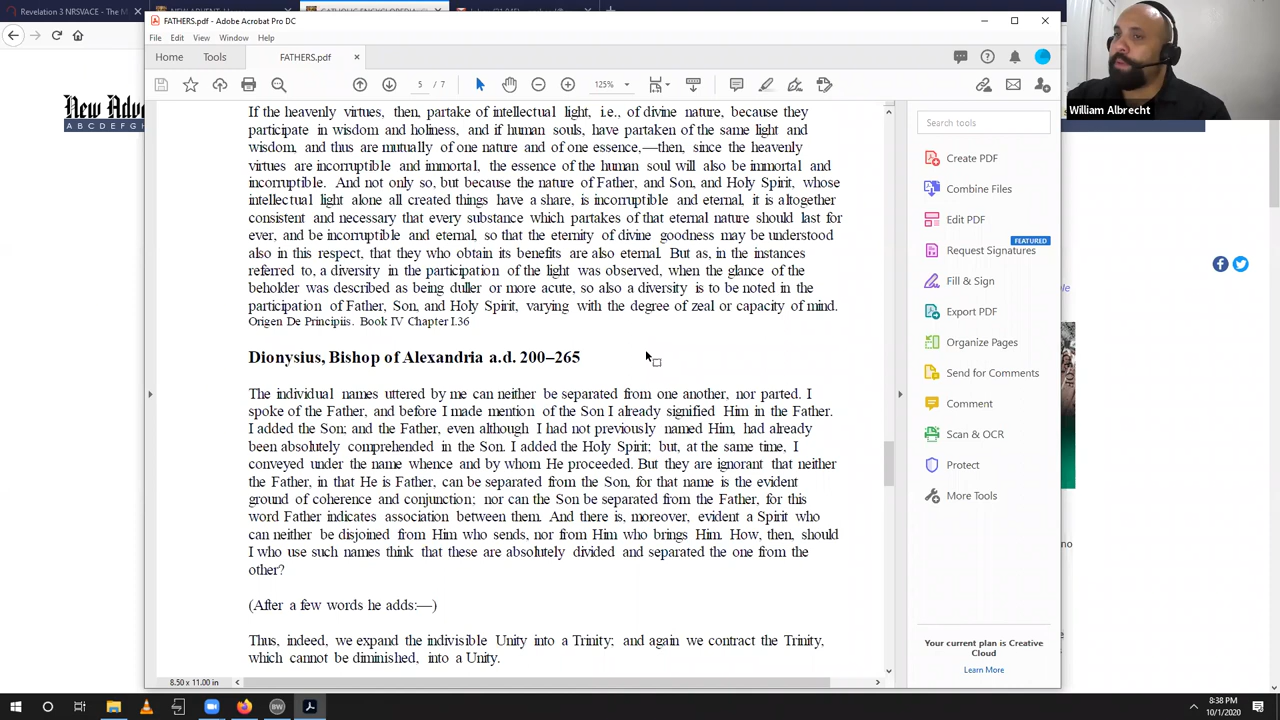 Revelation 3 NRSVACE - The M
FATHERS.pdf - Adobe Acrobat Pro DC
File Edit View Window Help
Home Tools FATHERS.pdf ×
5 / 7 125%
New Adv
A B C D E F G H
If the heavenly virtues, then, partake of intellectual light, i.e., of divine nature, because they
participate in wisdom and holiness, and if human souls, have partaken of the same light and
wisdom, and thus are mutually of one nature and of one essence,—then, since the heavenly
virtues are incorruptible and immortal, the essence of the human soul will also be immortal and
incorruptible. And not only so, but because the nature of Father, and Son, and Holy Spirit, whose
intellectual light alone all created things have a share, is incorruptible and eternal, it is altogether
consistent and necessary that every substance which partakes of that eternal nature should last for
ever, and be incorruptible and eternal, so that the eternity of divine goodness may be understood
also in this respect, that they who obtain its benefits are also eternal. But as, in the instances
referred to, a diversity in the participation of the light was observed, when the glance of the
beholder was described as being duller or more acute, so also a diversity is to be noted in the
participation of Father, Son, and Holy Spirit, varying with the degree of zeal or capacity of mind.
Origen De Principiis. Book IV Chapter I.36
Dionysius, Bishop of Alexandria a.d. 200–265
The individual names uttered by me can neither be separated from one another, nor parted. I
spoke of the Father, and before I made mention of the Son I already signified Him in the Father.
I added the Son; and the Father, even although I had not previously named Him, had already
been absolutely comprehended in the Son. I added the Holy Spirit; but, at the same time, I
conveyed under the name whence and by whom He proceeded. But they are ignorant that neither
the Father, in that He is Father, can be separated from the Son, for that name is the evident
ground of coherence and conjunction; nor can the Son be separated from the Father, for this
word Father indicates association between them. And there is, moreover, evident a Spirit who
can neither be disjoined from Him who sends, nor from Him who brings Him. How, then, should
I who use such names think that these are absolutely divided and separated the one from the
other?
(After a few words he adds:—)
Thus, indeed, we expand the indivisible Unity into a Trinity; and again we contract the Trinity,
which cannot be diminished, into a Unity.
8.50 x 11.00 in
Search tools
Create PDF
Combine Files
Edit PDF
FEATURED
Request Signatures
Fill & Sign
Export PDF
Organize Pages
Send for Comments
Comment
Scan & OCR
Protect
More Tools
Your current plan is Creative
Cloud
Learn More
William Albrecht
BW
8:38 PM
10/1/2020